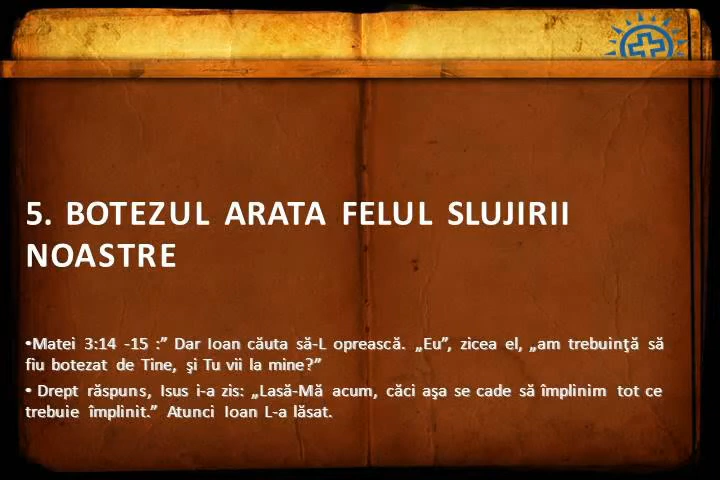 5. BOTEZUL ARATA FELUL SLUJIRII
NOASTRE
•Matei 3:14 -15 :” Dar Ioan căuta să-L oprească. „Eu”, zicea el, „am trebuinţă să
fiu botezat de Tine, şi Tu vii la mine?”
• Drept răspuns, Isus i-a zis: „Lasă-Mă acum, căci aşa se cade să împlinim tot ce
trebuie împlinit.” Atunci Ioan L-a lăsat.